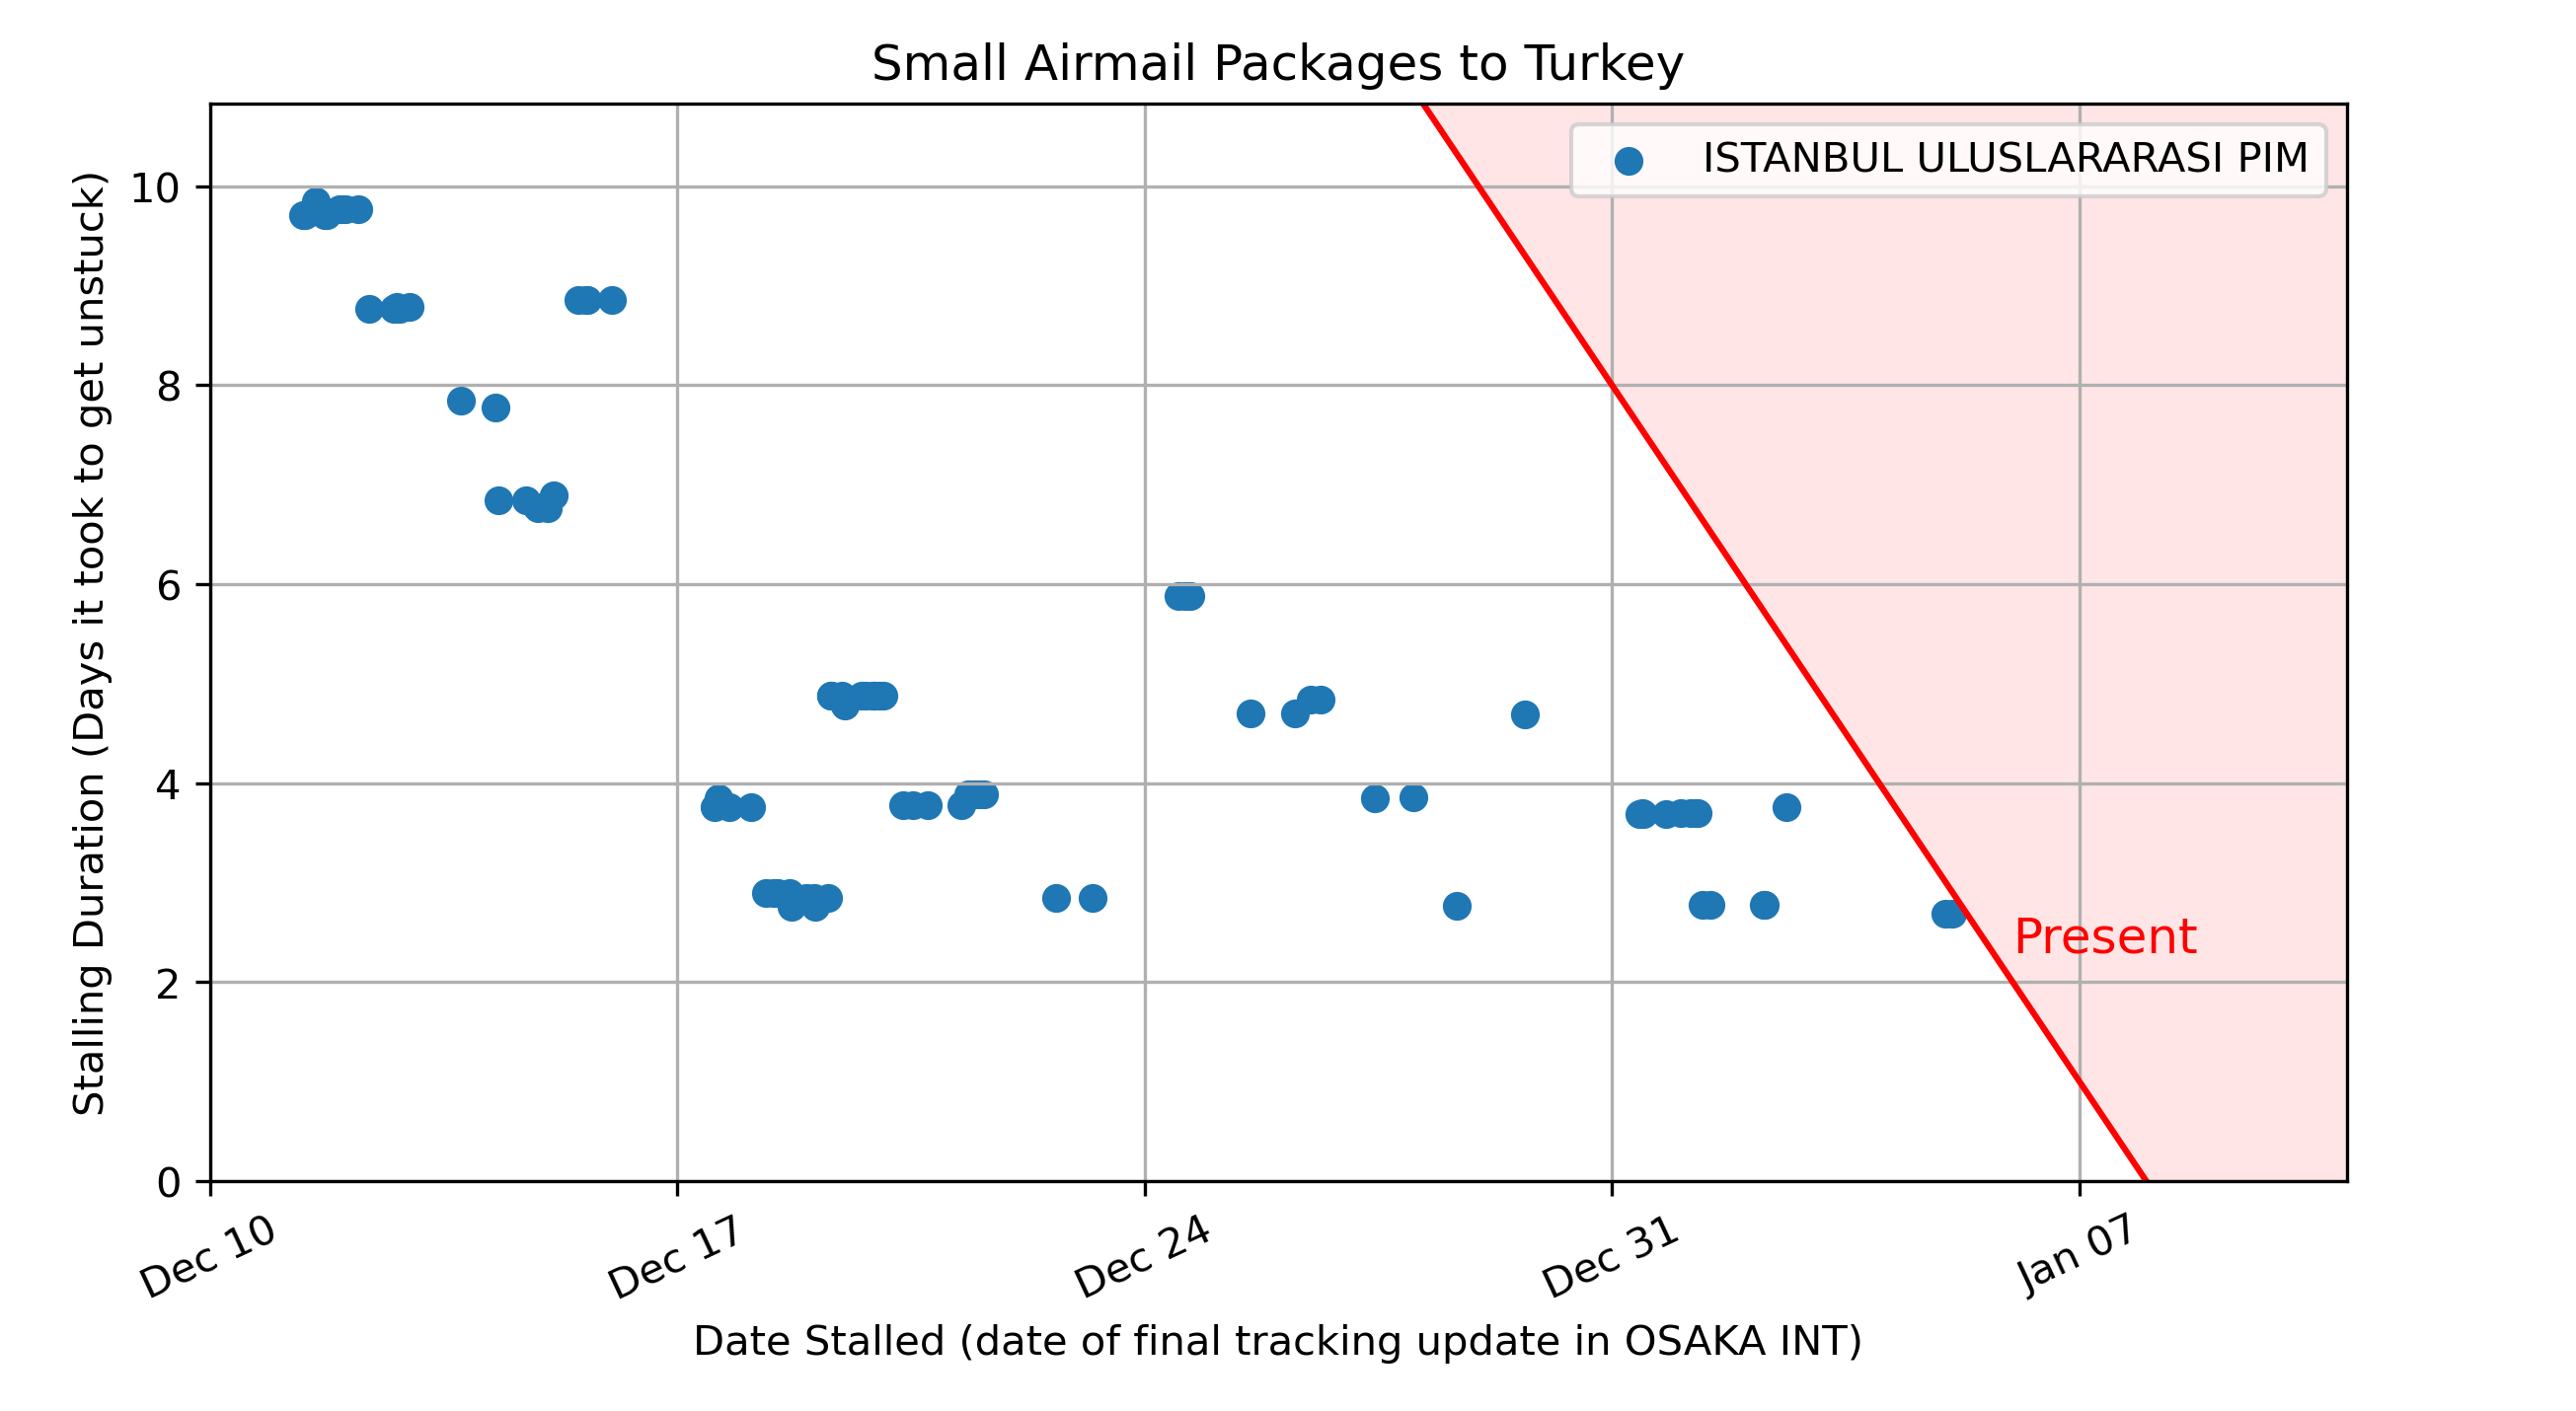 Small Airmail Packages to Turkey
ISTANBUL ULUSLARARASI PIM
Stalling Duration (Days it took to get unstuck)
10
8
6
4
2
0
Present
Dec 10
Dec 17
Dec 24
Dec 31
Jan 07
Date Stalled (date of final tracking update in OSAKA INT)